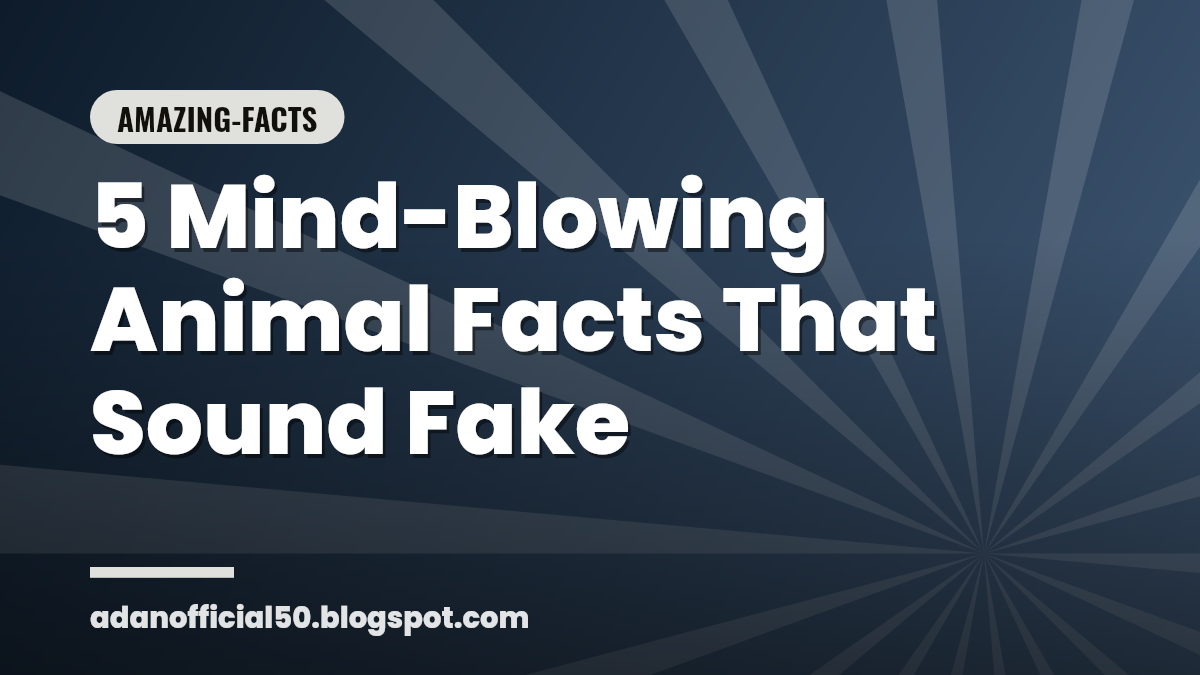 AMAZING-FACTS
5 Mind-Blowing
Animal Facts That
Sound Fake
adanofficial50.blogspot.com